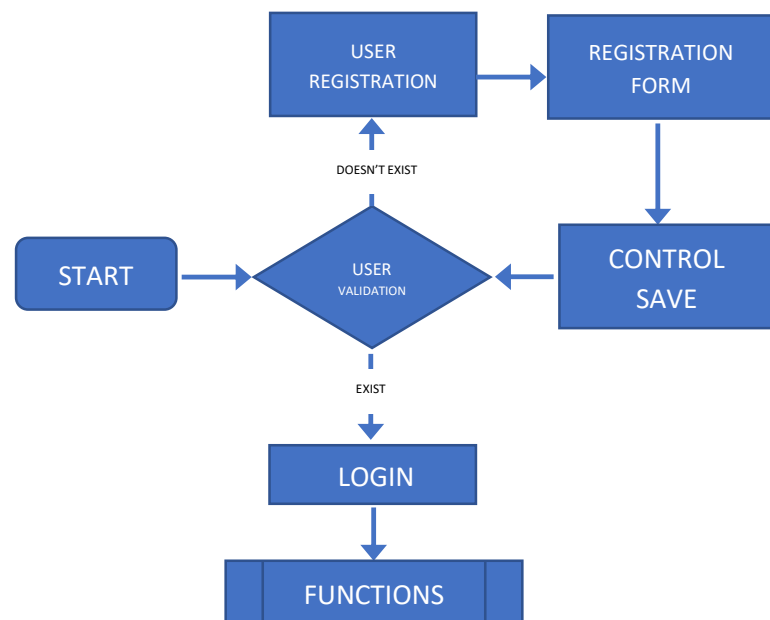 USER
REGISTRATION
REGISTRATION
FORM
DOESN'T EXIST
START
USER
VALIDATION
CONTROL
SAVE
EXIST
LOGIN
FUNCTIONS